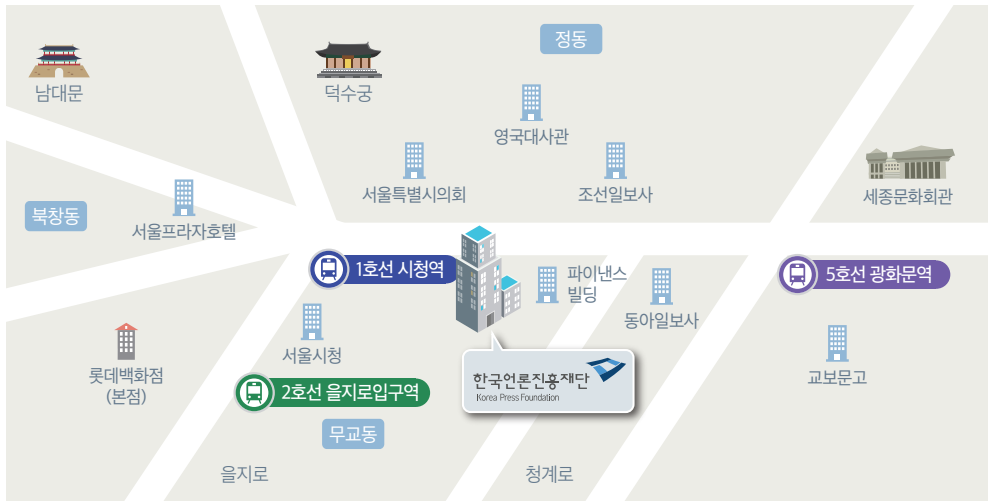 정동
남대문
덕수궁
영국대사관
서울특별시의회
조선일보사
세종문화회관
북창동
서울프라자호텔
1호선 시청역
파이낸스
빌딩
5호선 광화문역
동아일보사
서울시청
롯데백화점
(본점)
2호선 을지로입구역
한국언론진흥재단
Korea Press Foundation
교보문고
무교동
을지로
청계로